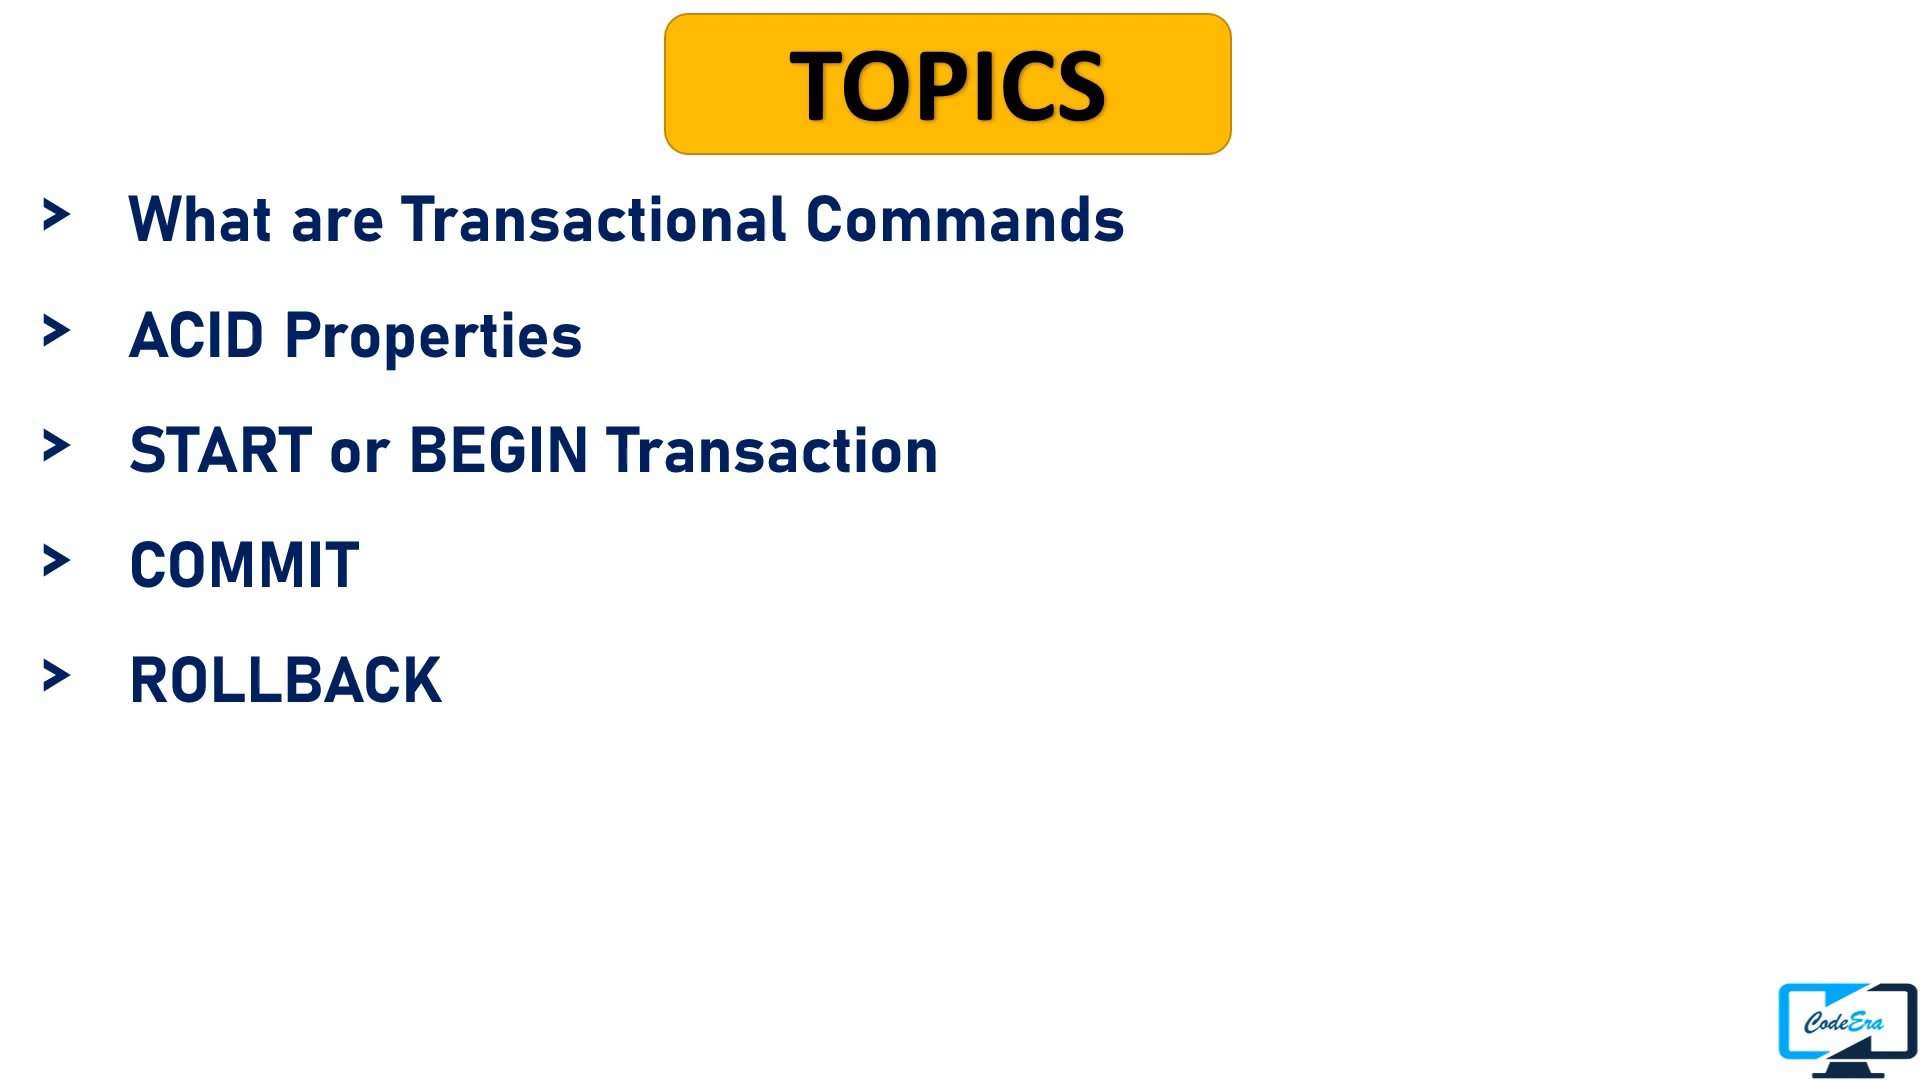 TOPICS
> What are Transactional Commands
> ACID Properties
> START or BEGIN Transaction
> COMMIT
> ROLLBACK
CodeEra